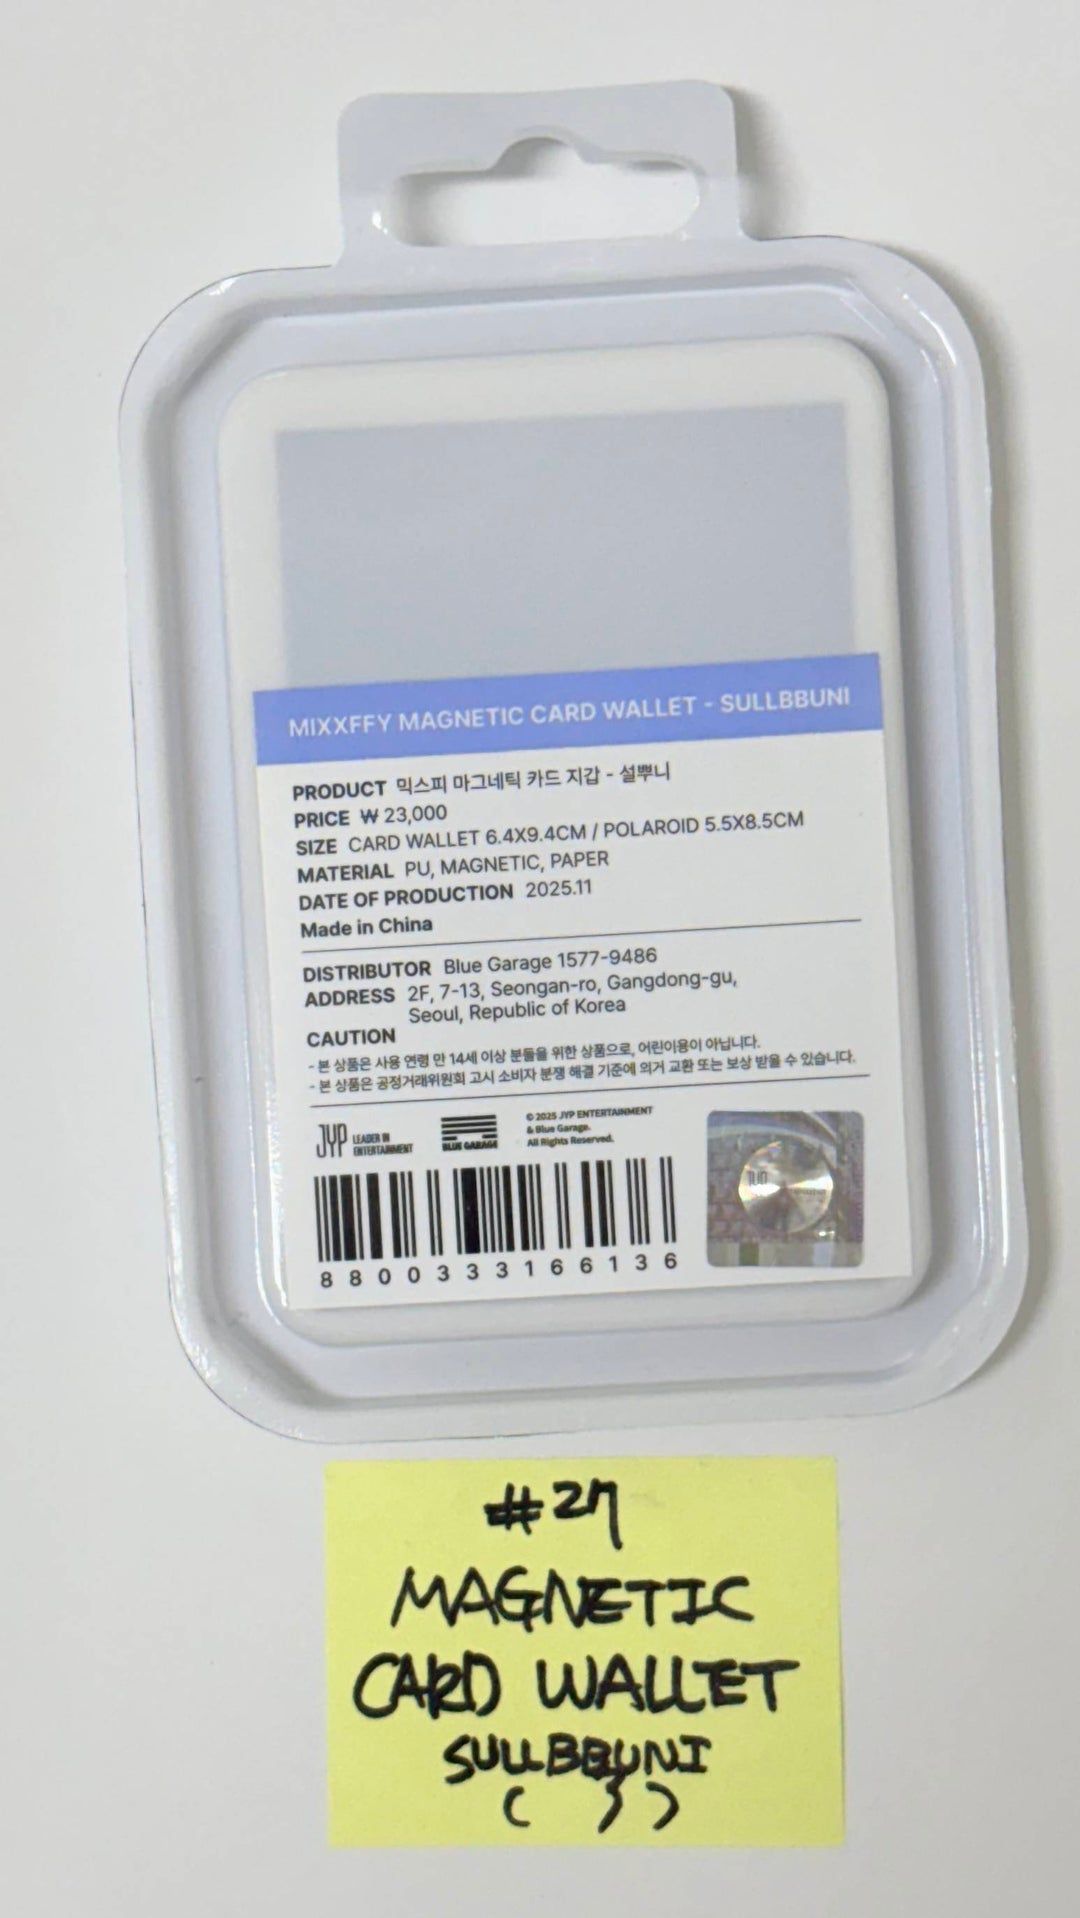 MIXXFFY MAGNETIC CARD WALLET - SULLBBUNI
PRODUCT 믹스피 마그네틱 카드 지갑 - 설뿌니
PRICE ₩ 23,000
SIZE CARD WALLET 6.4X9.4CM / POLAROID 5.5X8.5CM
MATERIAL PU, MAGNETIC, PAPER
DATE OF PRODUCTION 2025.11
Made in China
DISTRIBUTOR Blue Garage 1577-9486
ADDRESS 2F, 7-13, Seongan-ro, Gangdong-gu,
Seoul, Republic of Korea
CAUTION
- 본 상품은 사용 연령 만 14세 이상 분들을 위한 상품으로, 어린이용이 아닙니다.
- 본 상품은 공정거래위원회 고시 소비자 분쟁 해결 기준에 의거 교환 또는 보상 받을 수 있습니다.
JYP LEADER IN
ENTERTAINMENT
BLUE GARAGE
© 2025 JYP ENTERTAINMENT
& Blue Garage.
All Rights Reserved.
8800333166136
#27
MAGNETIC
CARD WALLET
SULLBBUNI